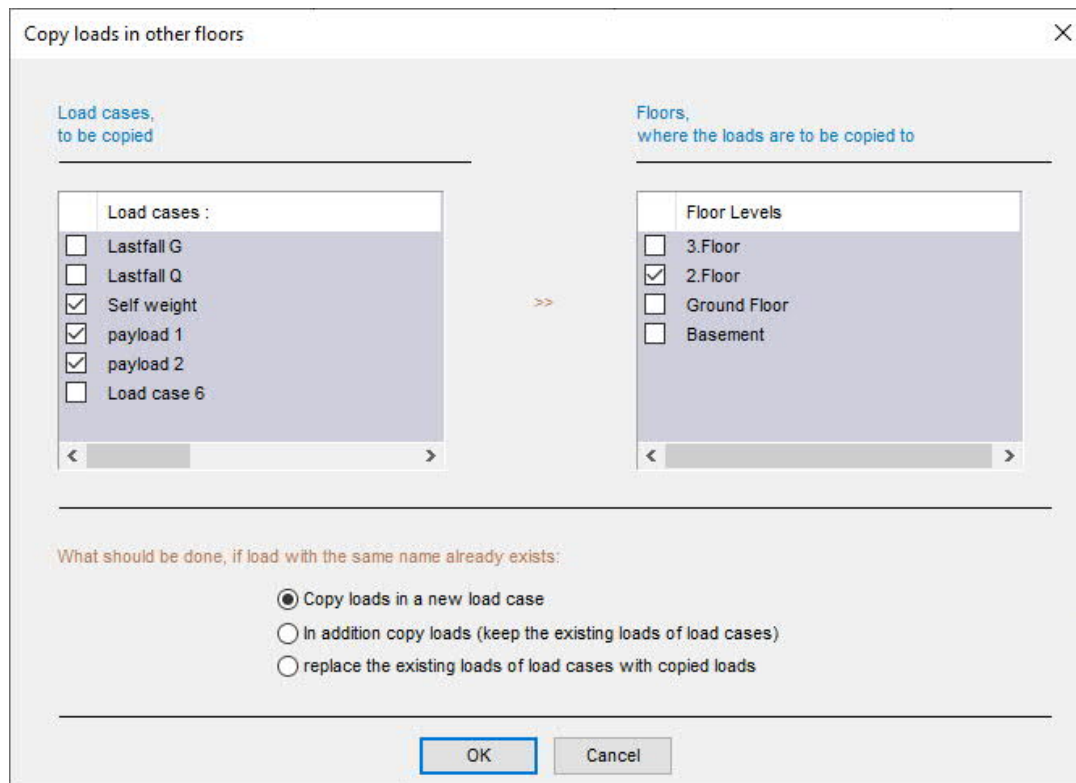 Copy loads in other floors
Load cases,
to be copied
Floors,
where the loads are to be copied to
Load cases :
Lastfall G
Lastfall Q
Self weight
payload 1
payload 2
Load case 6
>>
Floor Levels
3.Floor
2.Floor
Ground Floor
Basement
What should be done, if load with the same name already exists:
Copy loads in a new load case
In addition copy loads (keep the existing loads of load cases)
replace the existing loads of load cases with copied loads
OK
Cancel